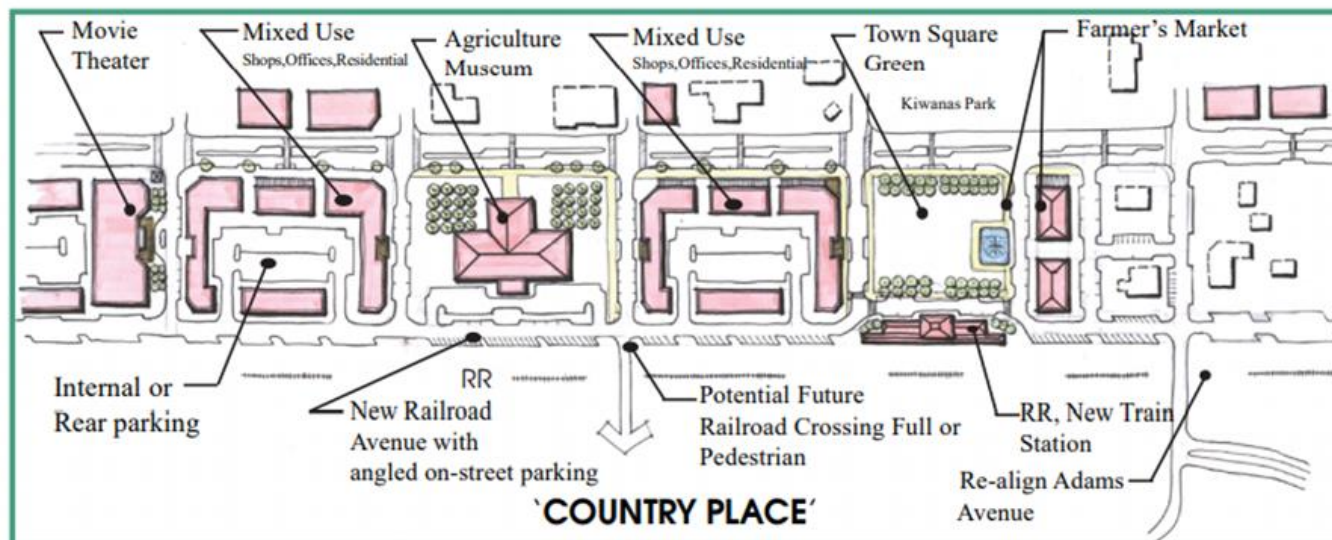 Movie
Theater
Mixed Use
Shops,Offices,Residential
Agriculture
Museum
Mixed Use
Shops,Offices,Residential
Town Square
Green
Farmer's Market
Kiwanas Park
Internal or
Rear parking
RR
New Railroad
Avenue with
angled on-street parking
Potential Future
Railroad Crossing Full or
Pedestrian
RR, New Train
Station
Re-align Adams
Avenue
‵COUNTRY PLACE′